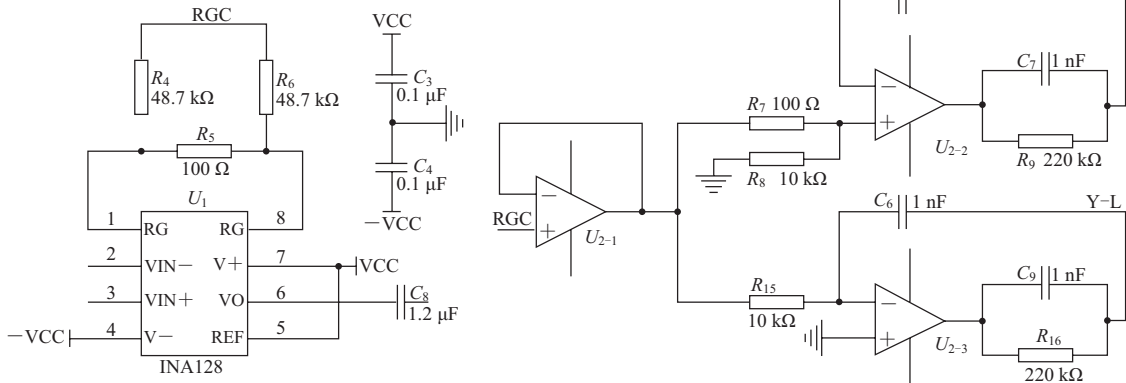 RGC
R4
48.7 kΩ
R6
48.7 kΩ
R5
100 Ω
U1
1
RG
RG
8
2
VIN−
V+
7
VCC
3
VIN+
VO
6
C8
1.2 μF
−VCC
4
V−
REF
5
INA128
VCC
C3
0.1 μF
C4
0.1 μF
−VCC
RGC
−
+
U2-1
R7 100 Ω
R8 10 kΩ
−
+
U2-2
C7 1 nF
R9 220 kΩ
C6 1 nF
Y-L
R15
10 kΩ
−
+
U2-3
C9 1 nF
R16
220 kΩ